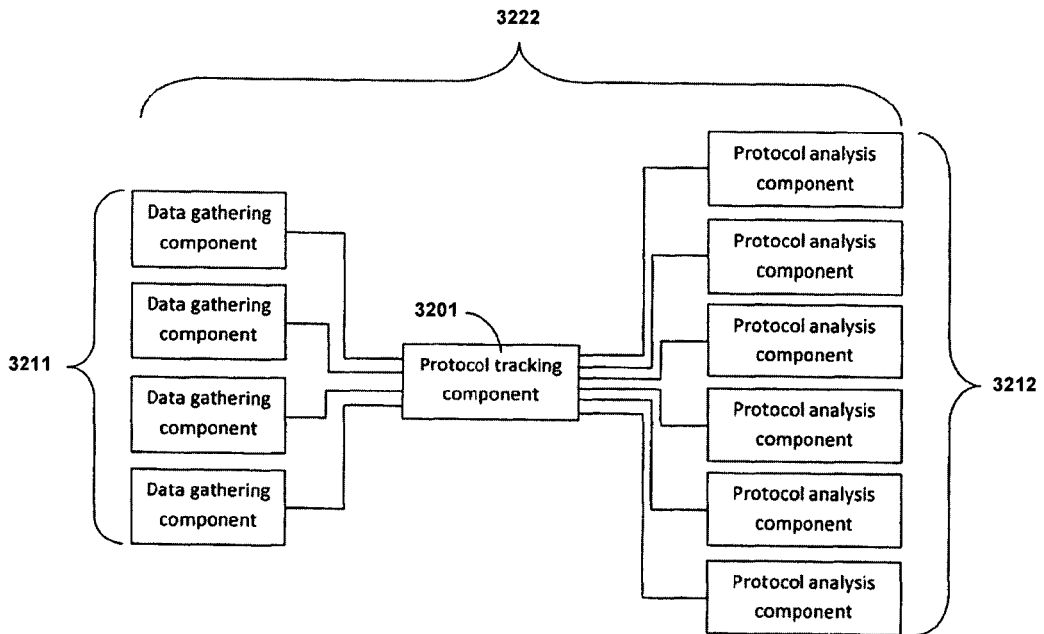 3222
3211
Data gathering
component
Data gathering
component
Data gathering
component
Data gathering
component
3201
Protocol tracking
component
Protocol analysis
component
Protocol analysis
component
Protocol analysis
component
Protocol analysis
component
Protocol analysis
component
Protocol analysis
component
3212